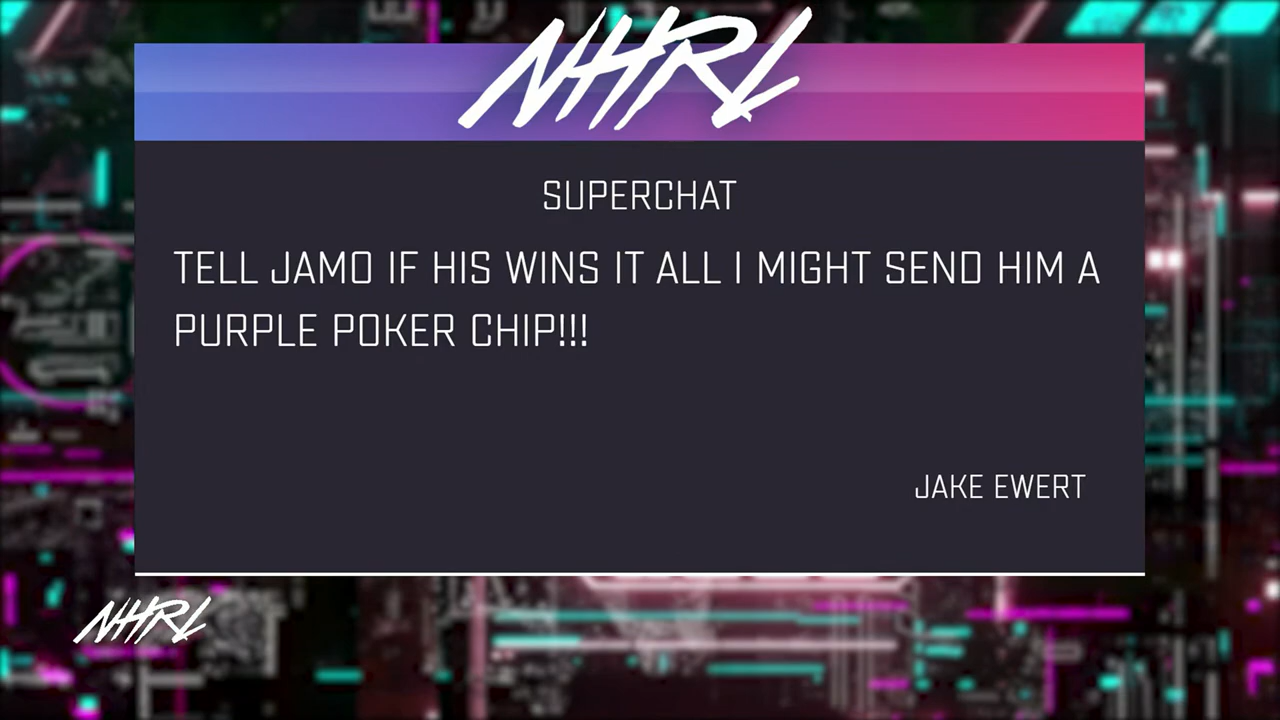 NHRL
SUPERCHAT
TELL JAMO IF HIS WINS IT ALL I MIGHT SEND HIM A
PURPLE POKER CHIP!!!
JAKE EWERT
NHRL